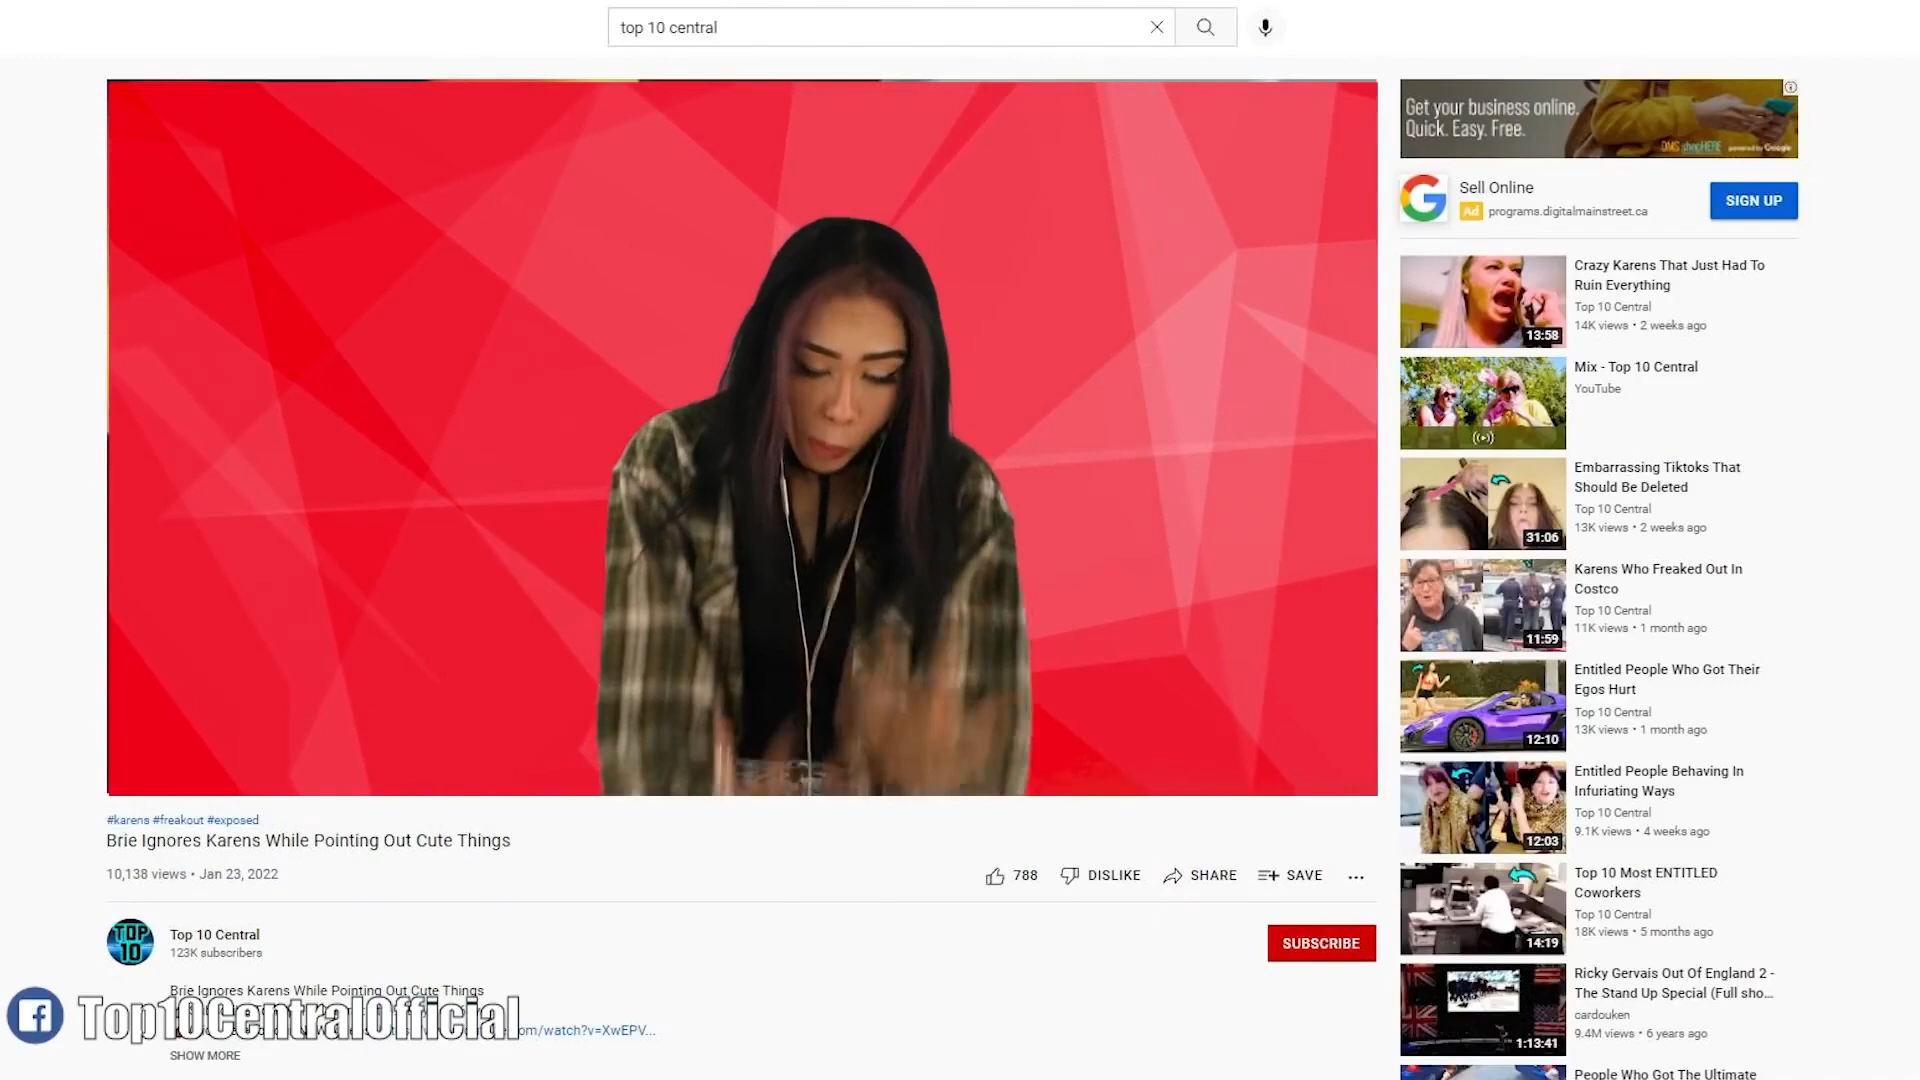 top 10 central
Get your business online.
Quick. Easy. Free.
DMS shopHERE powered by Google
Sell Online
Ad programs.digitalmainstreet.ca
SIGN UP
Crazy Karens That Just Had To
Ruin Everything
Top 10 Central
14K views • 2 weeks ago
13:58
Mix - Top 10 Central
YouTube
Embarrassing Tiktoks That
Should Be Deleted
Top 10 Central
13K views • 2 weeks ago
31:06
Karens Who Freaked Out In
Costco
Top 10 Central
11K views • 1 month ago
11:59
Entitled People Who Got Their
Egos Hurt
Top 10 Central
13K views • 1 month ago
12:10
Entitled People Behaving In
Infuriating Ways
Top 10 Central
9.1K views • 4 weeks ago
12:03
Top 10 Most ENTITLED
Coworkers
Top 10 Central
18K views • 5 months ago
14:19
Ricky Gervais Out Of England 2 -
The Stand Up Special (Full sho...
cardouken
9.4M views • 6 years ago
1:13:41
People Who Got The Ultimate
#karens #freakout #exposed
Brie Ignores Karens While Pointing Out Cute Things
10,138 views • Jan 23, 2022
788 DISLIKE SHARE SAVE ...
TOP
10
Top 10 Central
123K subscribers
SUBSCRIBE
Brie Ignores Karens While Pointing Out Cute Things
Top10CentralOfficial
om/watch?v=XwEPV...
SHOW MORE